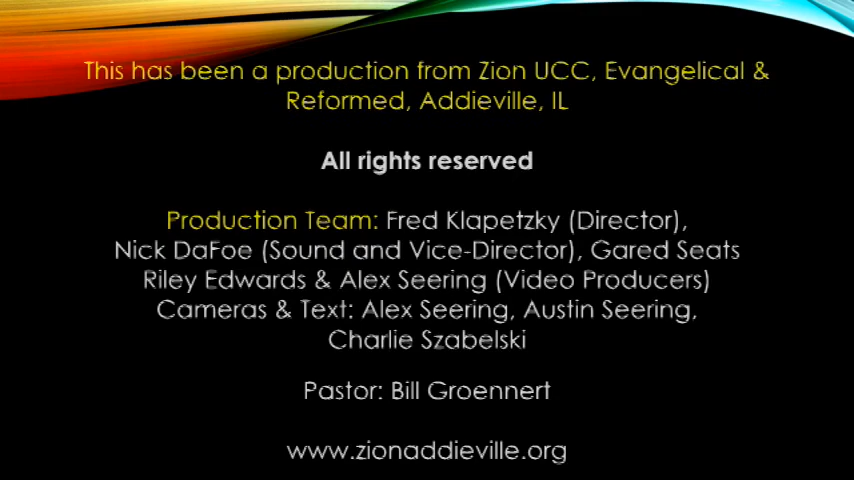 This has been a production from Zion UCC, Evangelical &
Reformed, Addieville, IL
All rights reserved
Production Team: Fred Klapetzky (Director),
Nick DaFoe (Sound and Vice-Director), Gared Seats
Riley Edwards & Alex Seering (Video Producers)
Cameras & Text: Alex Seering, Austin Seering,
Charlie Szabelski
Pastor: Bill Groennert
www.zionaddieville.org